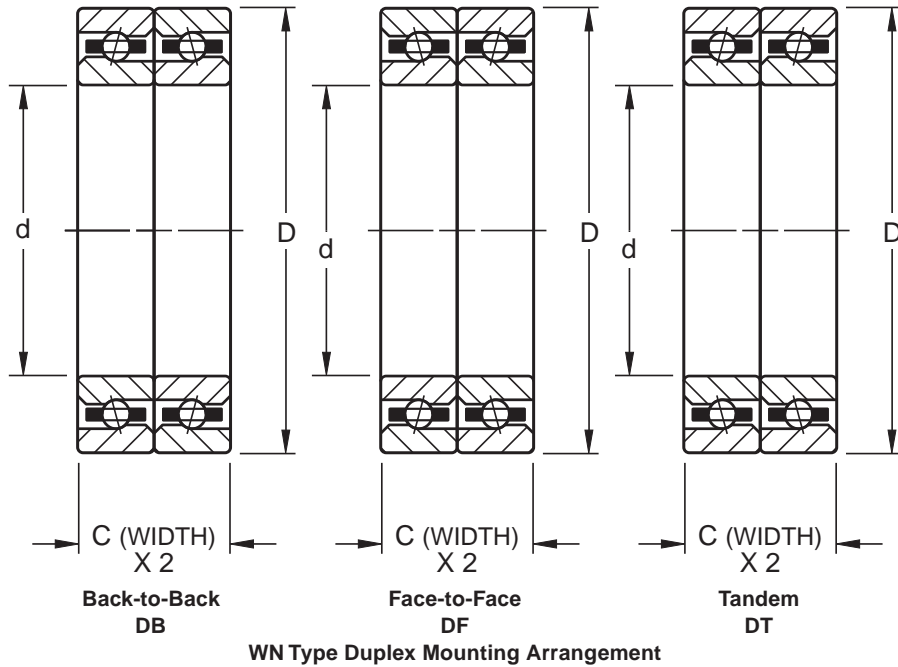 d
D
d
D
d
D
C (WIDTH)
X 2
C (WIDTH)
X 2
C (WIDTH)
X 2
Back-to-Back
DB
Face-to-Face
DF
Tandem
DT
WN Type Duplex Mounting Arrangement